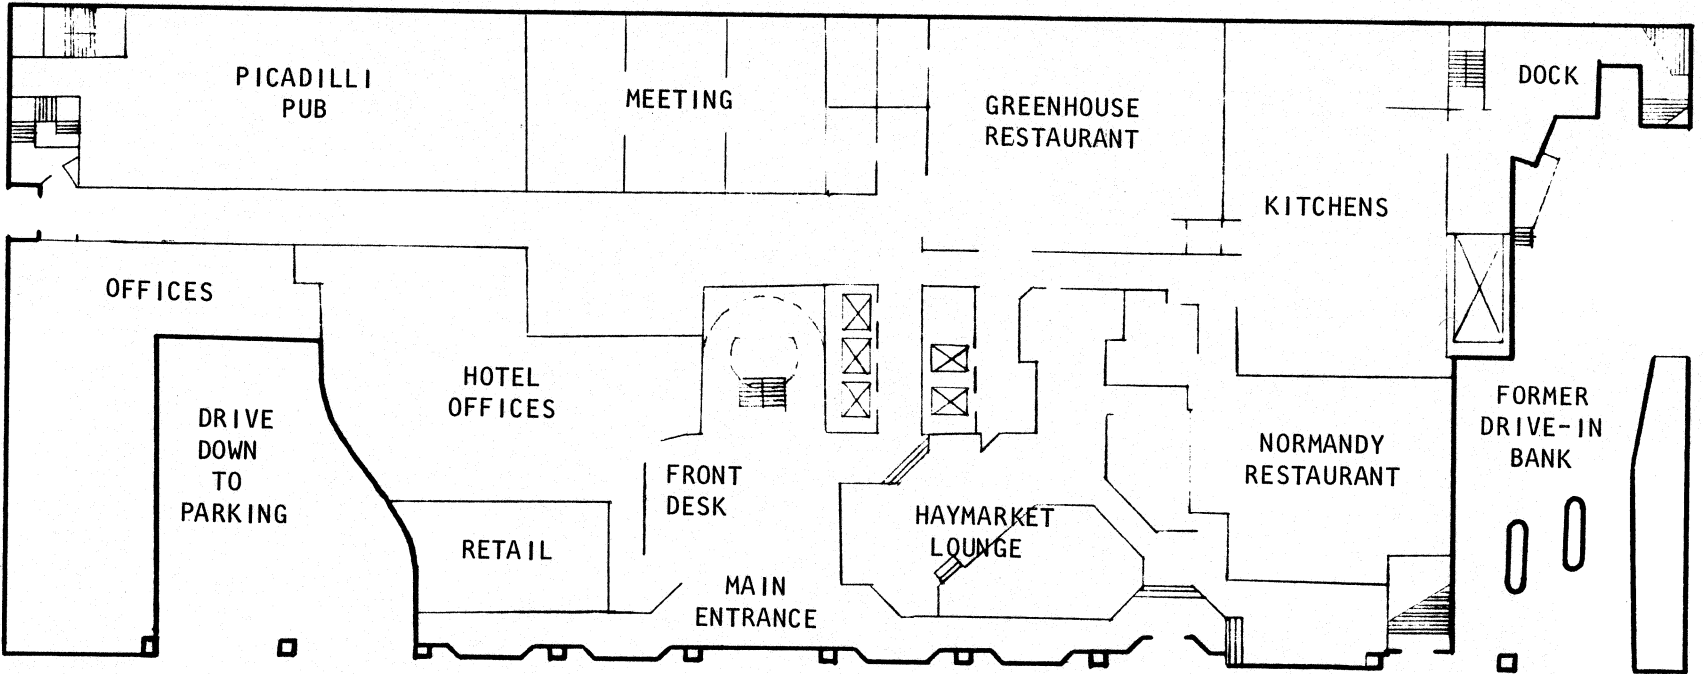 PICADILLI
PUB
MEETING
GREENHOUSE
RESTAURANT
DOCK
KITCHENS
OFFICES
HOTEL
OFFICES
DRIVE
DOWN
TO
PARKING
FRONT
DESK
RETAIL
MAIN
ENTRANCE
HAYMARKET
LOUNGE
NORMANDY
RESTAURANT
FORMER
DRIVE-IN
BANK